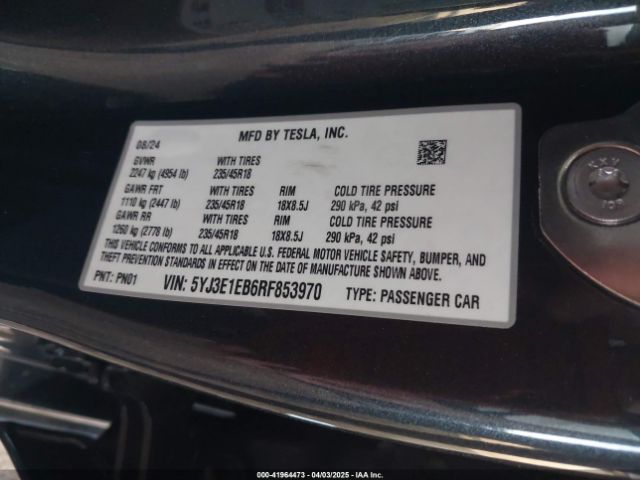 08/24 MFD BY TESLA, INC.
GVWR WITH TIRES
2247 kg (4954 lb) 235/45R18
GAWR FRT WITH TIRES RIM COLD TIRE PRESSURE
1110 kg (2447 lb) 235/45R18 18X8.5J 290 kPa, 42 psi
GAWR RR WITH TIRES RIM COLD TIRE PRESSURE
1260 kg (2778 lb) 235/45R18 18X8.5J 290 kPa, 42 psi
THIS VEHICLE CONFORMS TO ALL APPLICABLE U.S. FEDERAL MOTOR VEHICLE SAFETY, BUMPER, AND
THEFT PREVENTION STANDARDS IN EFFECT ON THE DATE OF MANUFACTURE SHOWN ABOVE.
PNT: PN01 VIN: 5YJ3E1EB6RF853970 TYPE: PASSENGER CAR
000-41964473 - 04/03/2025 - IAA Inc.